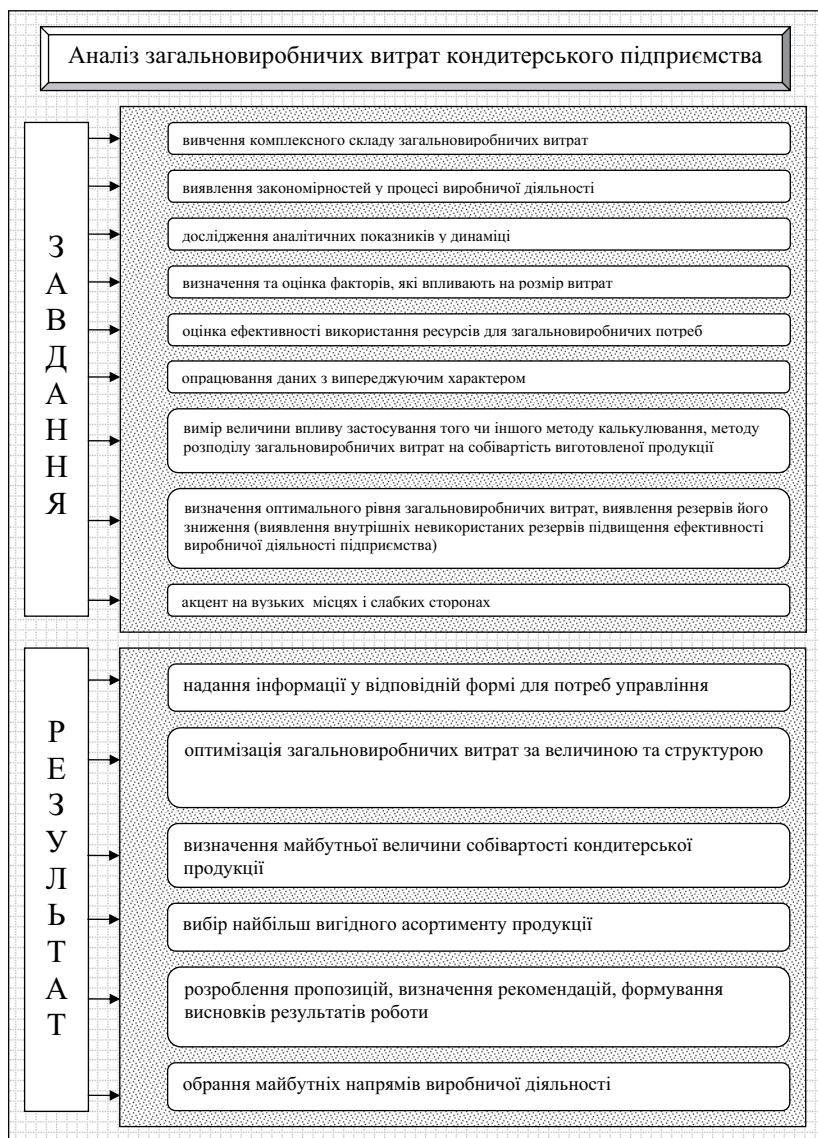 Аналіз загальновиробничих витрат кондитерського підприємства
ЗАВДАННЯ
вивчення комплексного складу загальновиробничих витрат
виявлення закономірностей у процесі виробничої діяльності
дослідження аналітичних показників у динаміці
визначення та оцінка факторів, які впливають на розмір витрат
оцінка ефективності використання ресурсів для загальновиробничих потреб
опрацювання даних з випереджуючим характером
вимір величини впливу застосування того чи іншого методу калькулювання, методу
розподілу загальновиробничих витрат на собівартість виготовленої продукції
визначення оптимального рівня загальновиробничих витрат, виявлення резервів його
зниження (виявлення внутрішніх невикористаних резервів підвищення ефективності
виробничої діяльності підприємства)
акцент на вузьких місцях і слабких сторонах
РЕЗУЛЬТАТ
надання інформації у відповідній формі для потреб управління
оптимізація загальновиробничих витрат за величиною та структурою
визначення майбутньої величини собівартості кондитерської
продукції
вибір найбільш вигідного асортименту продукції
розроблення пропозицій, визначення рекомендацій, формування
висновків результатів роботи
обрання майбутніх напрямів виробничої діяльності